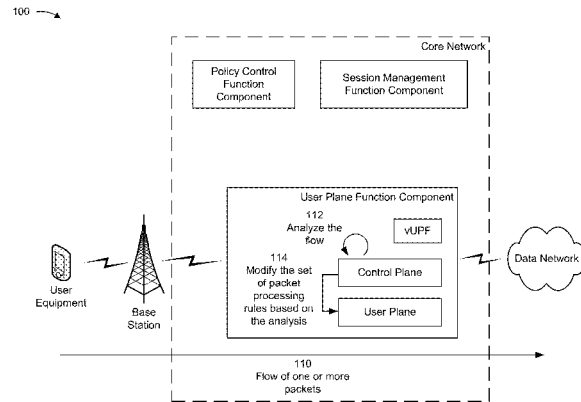 100
Core Network
Policy Control
Function
Component
Session Management
Function Component
User Plane Function Component
112
Analyze the
flow
vUPF
114
Modify the set
of packet
processing
rules based on
the analysis
Control Plane
User Plane
User
Equipment
Base
Station
Data Network
110
Flow of one or more
packets